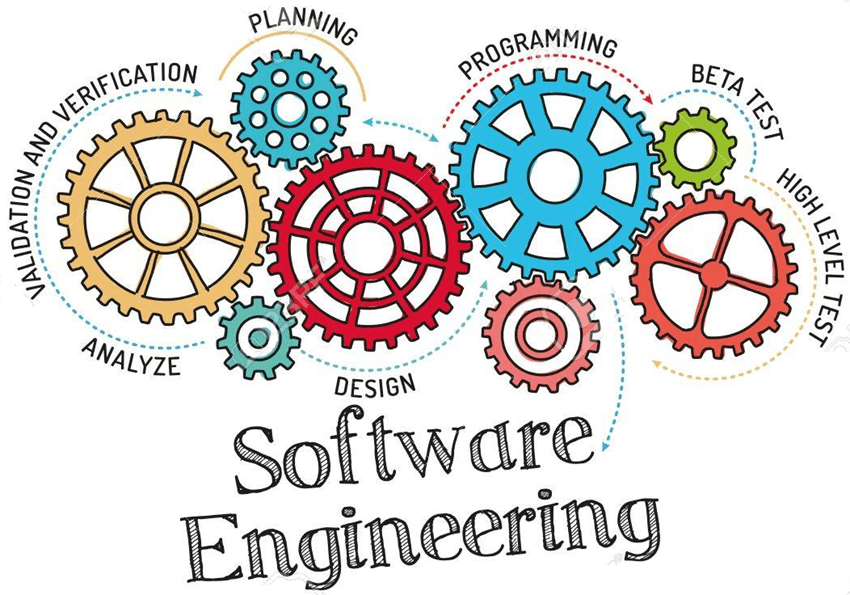 PLANNING
PROGRAMMING
BETA TEST
VALIDATION AND VERIFICATION
HIGH LEVEL TEST
ANALYZE
DESIGN
Software
Engineering